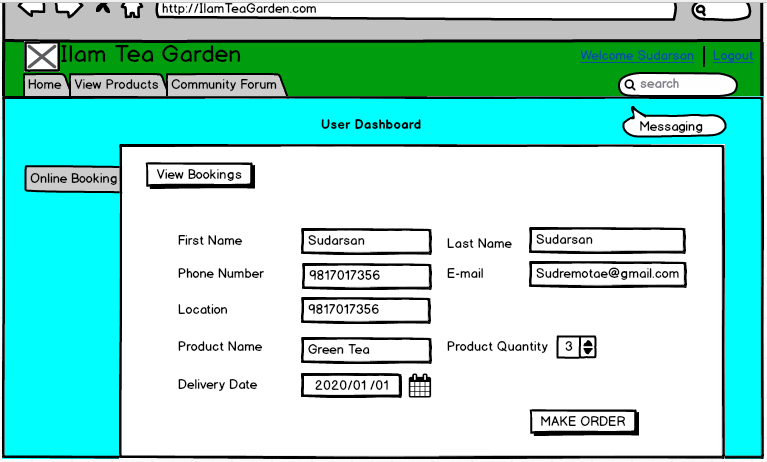 http://IlamTeaGarden.com
Ilam Tea Garden
Welcome Sudarsan
Logout
Home
View Products
Community Forum
search
User Dashboard
Messaging
Online Booking
View Bookings
First Name
Sudarsan
Last Name
Sudarsan
Phone Number
9817017356
E-mail
Sudremotae@gmail.com
Location
9817017356
Product Name
Green Tea
Product Quantity
3
Delivery Date
2020/01 /01
MAKE ORDER